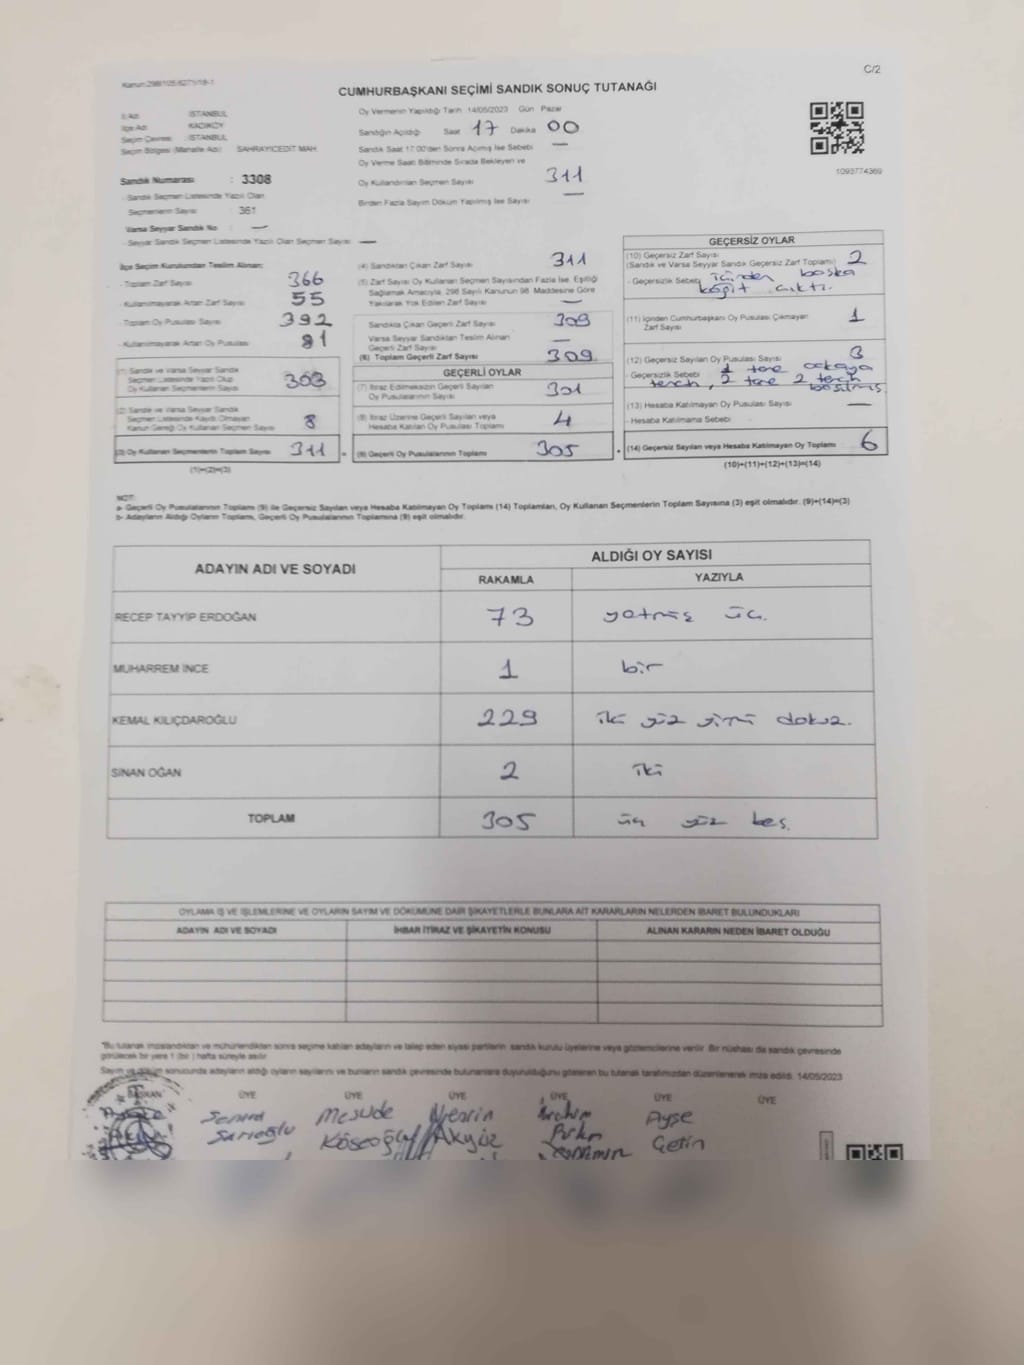 Kanun:298/105-6271/18-1
C/2
CUMHURBAŞKANI SEÇİMİ SANDIK SONUÇ TUTANAĞI
İl Adı İSTANBUL
İlçe Adı KADIKÖY
Seçim Çevresi İSTANBUL
Seçim Bölgesi (Mahalle Adı) SAHRAYICEDİT MAH.
Sandık Numarası : 3308
- Sandık Seçmen Listesinde Yazılı Olan
Seçmenlerin Sayısı : 361
Varsa Seyyar Sandık No : —
- Seyyar Sandık Seçmen Listesinde Yazılı Olan Seçmen Sayısı : —
Oy Vermenin Yapıldığı Tarih 14/05/2023 Gün Pazar
Sandığın Açıldığı Saat 17 Dakika 00
Sandık Saat 17:00'den Sonra Açılmış İse Sebebi —
Oy Verme Saati Bitiminde Sırada Bekleyen ve
Oy Kullandırılan Seçmen Sayısı 311
Birden Fazla Sayım Döküm Yapılmış İse Sayısı —
1093774369
İlçe Seçim Kurulundan Teslim Alınan;
- Toplam Zarf Sayısı 366
- Kullanılmayarak Artan Zarf Sayısı 55
- Toplam Oy Pusulası Sayısı 392
- Kullanılmayarak Artan Oy Pusulası 81
(1) Sandık ve Varsa Seyyar Sandık
Seçmen Listesinde Yazılı Olup
Oy Kullanan Seçmenlerin Sayısı 303
(2) Sandık ve Varsa Seyyar Sandık
Seçmen Listesinde Kayıtlı Olmayan
Kanun Gereği Oy Kullanan Seçmen Sayısı 8
(3) Oy Kullanan Seçmenlerin Toplam Sayısı 311
(1)+(2)=(3)
(4) Sandıktan Çıkan Zarf Sayısı 311
(5) Zarf Sayısı Oy Kullanan Seçmen Sayısından Fazla İse, Eşitliği
Sağlamak Amacıyla, 298 Sayılı Kanunun 98. Maddesine Göre
Yakılarak Yok Edilen Zarf Sayısı —
Sandıkta Çıkan Geçerli Zarf Sayısı 309
Varsa Seyyar Sandıktan Teslim Alınan
Geçerli Zarf Sayısı —
(6) Toplam Geçerli Zarf Sayısı 309
GEÇERLİ OYLAR
(7) İtiraz Edilmeksizin Geçerli Sayılan
Oy Pusulasının Sayısı 301
(8) İtiraz Üzerine Geçerli Sayılan veya
Hesaba Katılan Oy Pusulası Toplamı 4
(9) Geçerli Oy Pusulalarının Toplamı 305
GEÇERSİZ OYLAR
(10) Geçersiz Zarf Sayısı 2
(Sandık ve Varsa Seyyar Sandık Geçersiz Zarf Toplamı)
- Geçersizlik Sebebi içinden başka
kağıt çıktı.
(11) İçinden Cumhurbaşkanı Oy Pusulası Çıkmayan
Zarf Sayısı 1
(12) Geçersiz Sayılan Oy Pusulası Sayısı 3
- Geçersizlik Sebebi 1 tane arkaya
tercih, 2 tane 2 tercih
basılmış
(13) Hesaba Katılmayan Oy Pusulası Sayısı —
- Hesaba Katılmama Sebebi
(14) Geçersiz Sayılan veya Hesaba Katılmayan Oy Toplamı 6
(10)+(11)+(12)+(13)=(14)
NOT:
a- Geçerli Oy Pusulalarının Toplamı (9) ile Geçersiz Sayılan veya Hesaba Katılmayan Oy Toplamı (14) Toplamları, Oy Kullanan Seçmenlerin Toplam Sayısına (3) eşit olmalıdır. (9)+(14)=(3)
b- Adayların Aldığı Oyların Toplamı, Geçerli Oy Pusulalarının Toplamına (9) eşit olmalıdır.
ADAYIN ADI VE SOYADI ALDIĞI OY SAYISI
RAKAMLA YAZIYLA
RECEP TAYYİP ERDOĞAN 73 yetmiş üç.
MUHARREM İNCE 1 bir
KEMAL KILIÇDAROĞLU 229 iki yüz yirmi dokuz.
SİNAN OĞAN 2 iki
TOPLAM 305 üç yüz beş.
OYLAMA İŞ VE İŞLEMLERİNE VE OYLARIN SAYIM VE DÖKÜMÜNE DAİR ŞİKAYETLERLE BUNLARA AİT KARARLARIN NELERDEN İBARET BULUNDUKLARI
ADAYIN ADI VE SOYADI İHBAR İTİRAZ VE ŞİKAYETİN KONUSU ALINAN KARARIN NEDEN İBARET OLDUĞU
*Bu tutanak imzalandıktan ve mühürlendikten sonra seçime katılan adayların ve talep eden siyasi partilerin sandık kurulu üyelerine veya gözlemcilerine verilir. Bir nüshası da sandık çevresinde
görülecek bir yere 1 (bir) hafta süreyle asılır.
Sayım ve döküm sonucunda adayların aldığı oyların sayılarını ve bunların sandık çevresinde bulunanlara duyurulduğunu gösteren bu tutanak tarafımızdan düzenlenerek imza edildi. 14/05/2023
BAŞKAN ÜYE ÜYE ÜYE ÜYE ÜYE ÜYE
Mesude Nesrin Ayşe
Sarıoğlu Köseoğlu Akyüz Çetin